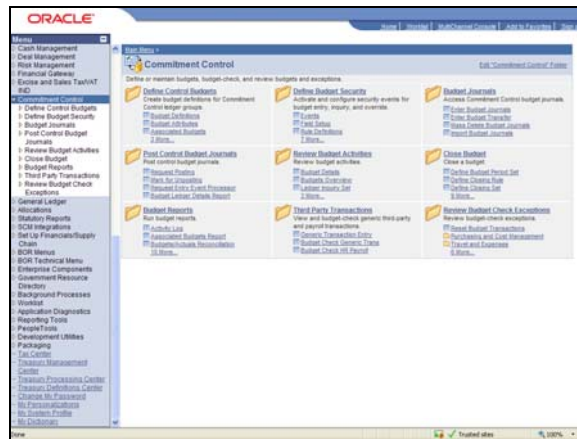 ORACLE
Home | Worklist | MultiChannel Console | Add to Favorites | Sign
Menu
Cash Management
Deal Management
Risk Management
Financial Gateway
Excise and Sales Tax/VAT
IND
Commitment Control
Define Control Budgets
Define Budget Security
Budget Journals
Post Control Budget
Journals
Review Budget Activities
Close Budget
Budget Reports
Third Party Transactions
Review Budget Check
Exceptions
General Ledger
Allocations
Statutory Reports
SCM Integrations
Set Up Financials/Supply
Chain
BOR Menus
BOR Technical Menu
Enterprise Components
Government Resource
Directory
Background Processes
Worklist
Application Diagnostics
Reporting Tools
PeopleTools
Development Utilities
Packaging
Tax Center
Treasury Management
Center
Treasury Processing Center
Treasury Definitions Center
Change My Password
My Personalizations
My System Profile
My Dictionary
Main Menu >
Commitment Control
Edit "Commitment Control" Folder
Define or maintain budgets, budget-check, and review budgets and exceptions.
Define Control Budgets
Create budget definitions for Commitment
Control ledger groups.
Budget Definitions
Budget Attributes
Associated Budgets
3 More...
Define Budget Security
Activate and configure security events for
budget entry, inquiry, and override.
Events
Field Setup
Rule Definitions
7 More...
Budget Journals
Access Commitment Control budget journals.
Enter Budget Journals
Enter Budget Transfer
Mass Delete Budget Journals
Import Budget Journals
Post Control Budget Journals
Post control budget journals.
Request Posting
Mark for Unposting
Request Entry Event Processor
Budget Ledger Details Report
Review Budget Activities
Review budget activities.
Budget Details
Budgets Overview
Ledger Inquiry Set
2 More...
Close Budget
Close a budget.
Define Budget Period Set
Define Closing Rule
Define Closing Set
Budget Reports
Run budget reports.
Activity Log
Associated Budgets Report
Budgets/Actuals Reconciliation
Third Party Transactions
View and budget-check generic third-party
and payroll transactions.
Generic Transaction Entry
Budget Check Generic Trans
Budget Check HR Payroll
Review Budget Check Exceptions
Review budget-check exceptions.
Reset Budget Transactions
Purchasing and Cost Management
Travel and Expenses
6 More...
Done
Trusted sites
100%